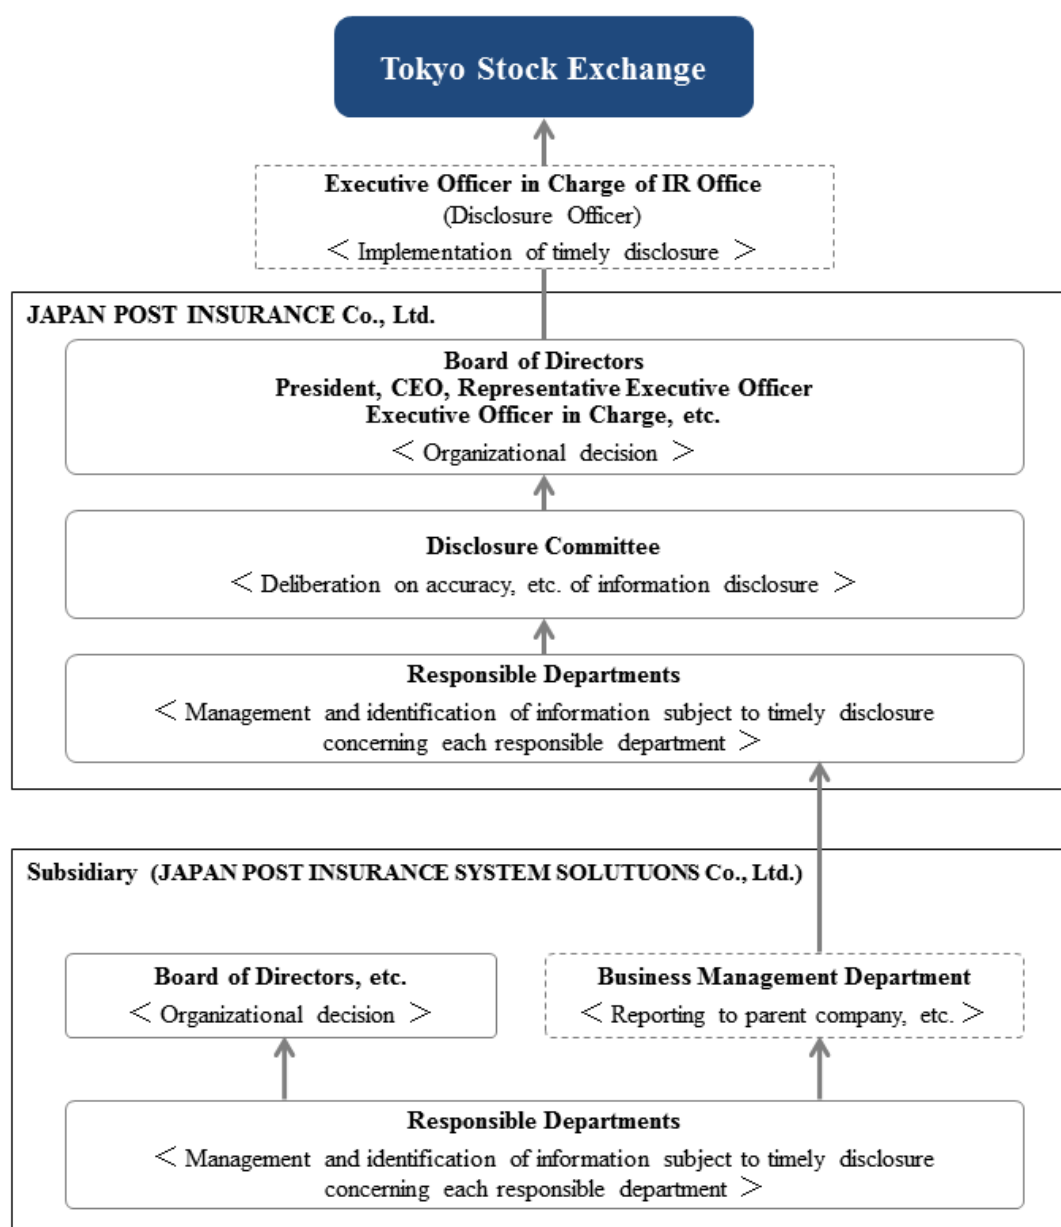 Tokyo Stock Exchange
Executive Officer in Charge of IR Office
(Disclosure Officer)
＜ Implementation of timely disclosure ＞
JAPAN POST INSURANCE Co., Ltd.
Board of Directors
President, CEO, Representative Executive Officer
Executive Officer in Charge, etc.
＜ Organizational decision ＞
Disclosure Committee
＜ Deliberation on accuracy, etc. of information disclosure ＞
Responsible Departments
＜ Management and identification of information subject to timely disclosure
concerning each responsible department ＞
Subsidiary (JAPAN POST INSURANCE SYSTEM SOLUTUONS Co., Ltd.)
Board of Directors, etc.
＜ Organizational decision ＞
Business Management Department
＜ Reporting to parent company, etc. ＞
Responsible Departments
＜ Management and identification of information subject to timely disclosure
concerning each responsible department ＞